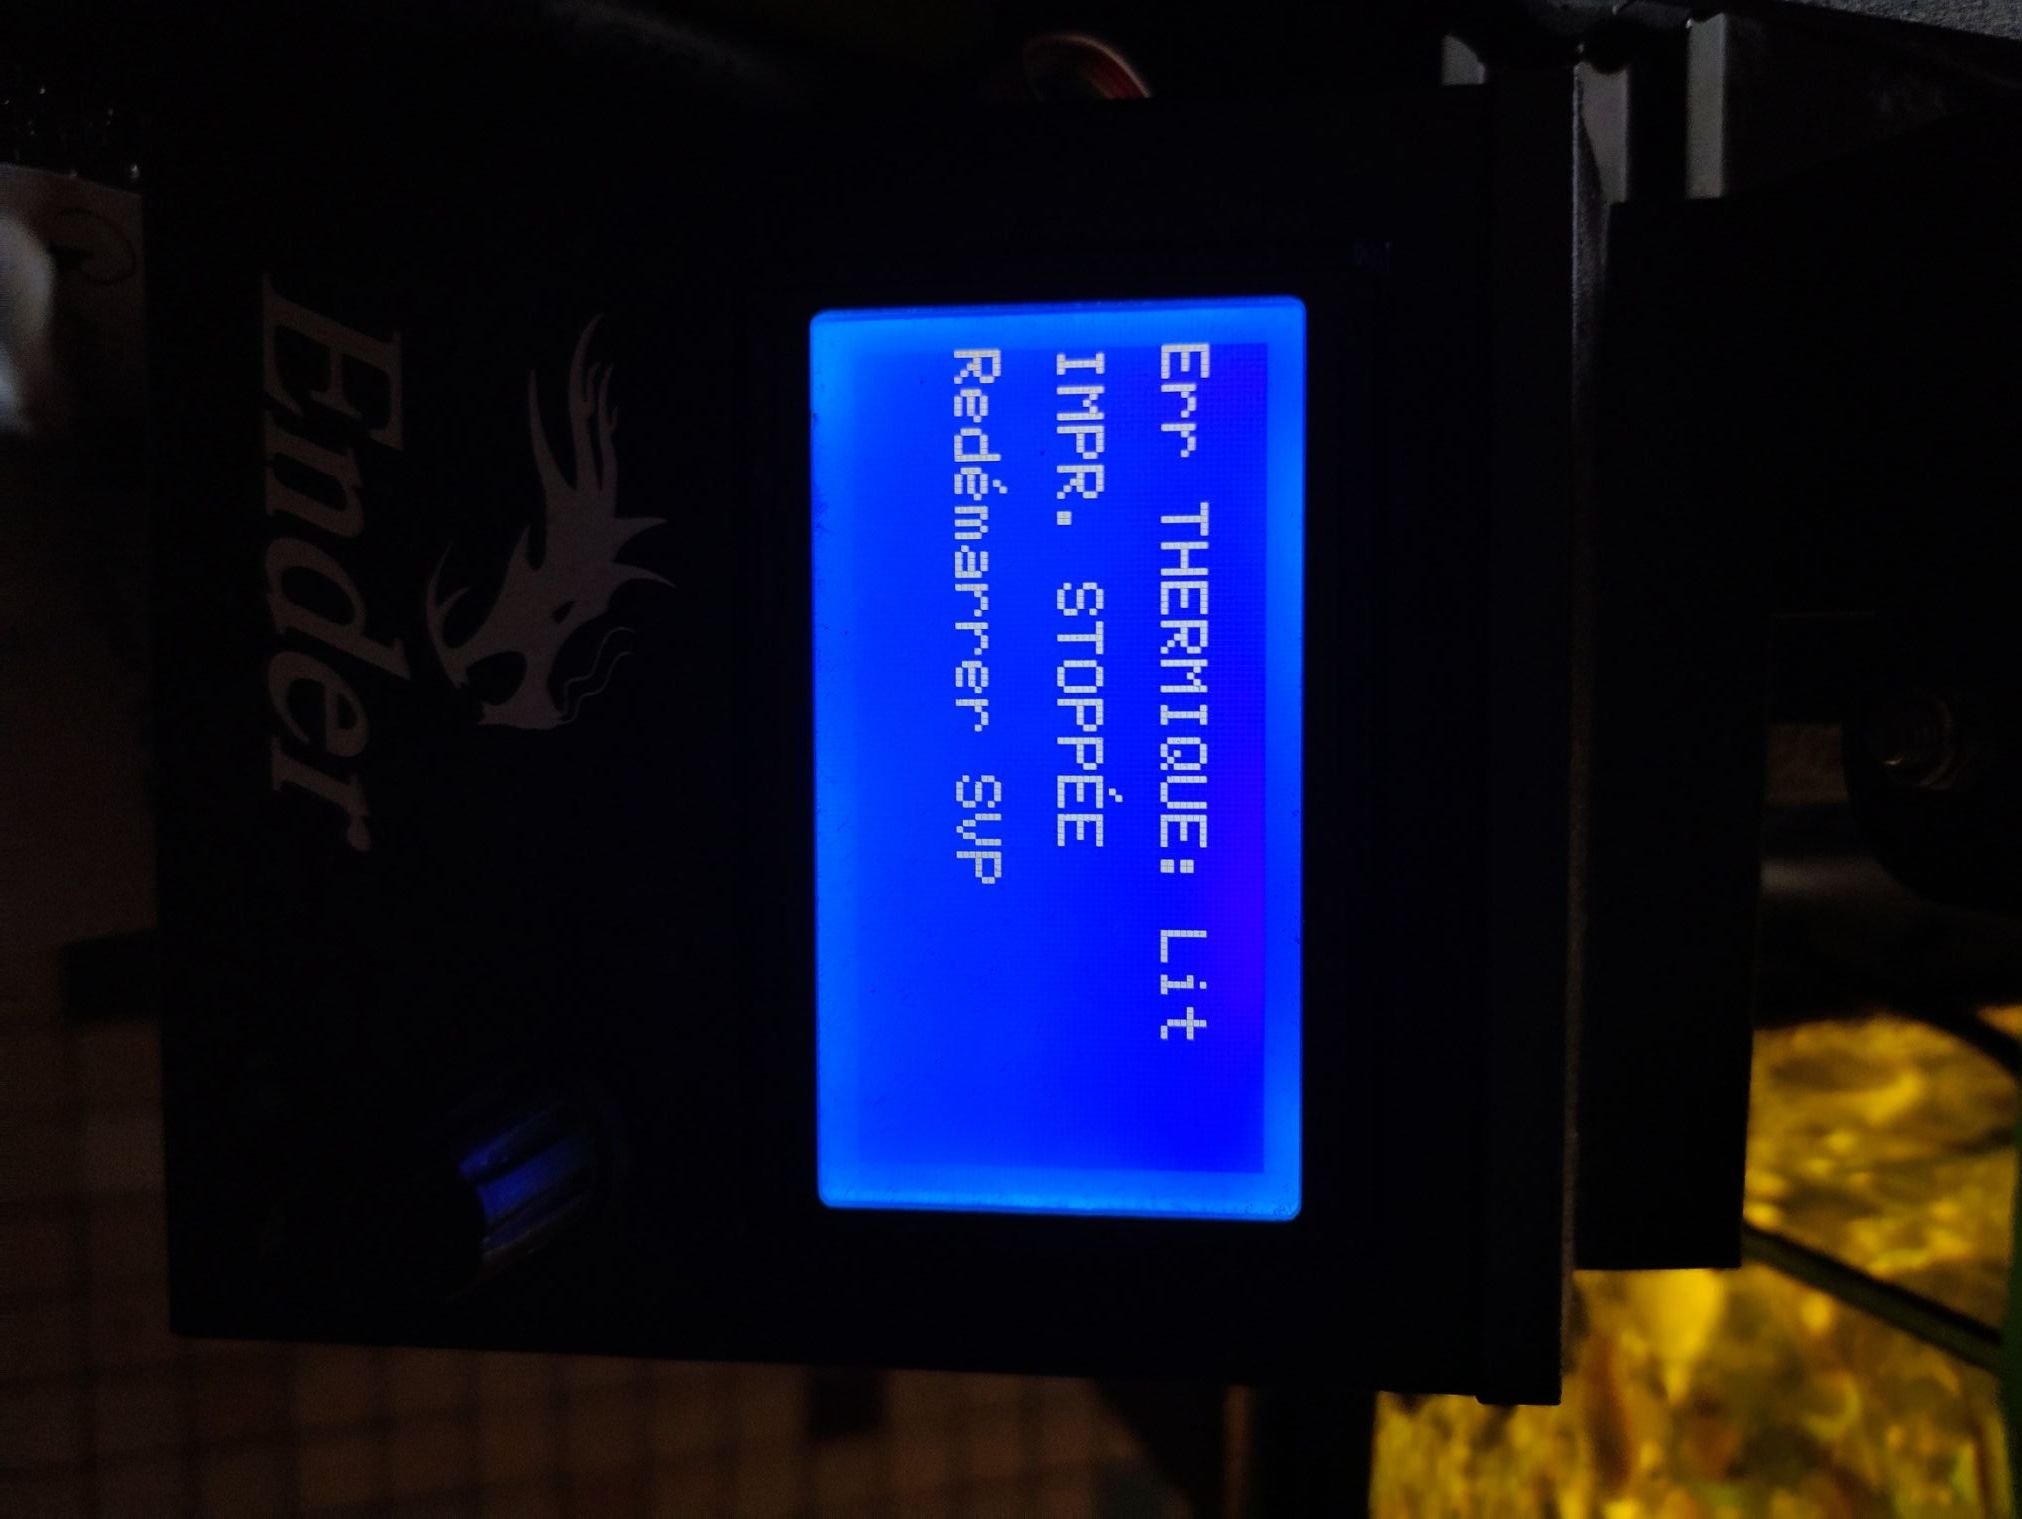 Err THERMIQUE: Lit
IMPR. STOPPÉE
Redémarrer SVP
Ender